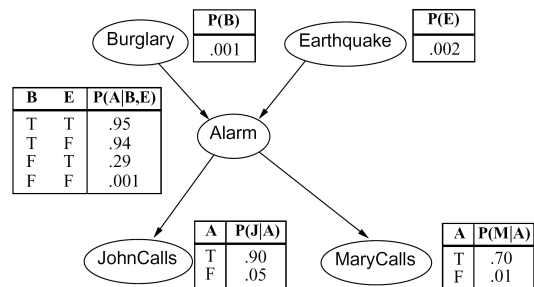 Burglary
P(B)
.001
Earthquake
P(E)
.002
B E P(A|B,E)
T T .95
T F .94
F T .29
F F .001
Alarm
JohnCalls
A P(J|A)
T .90
F .05
MaryCalls
A P(M|A)
T .70
F .01